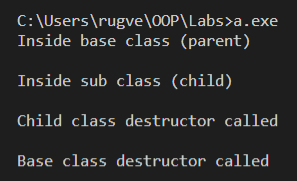 C:\Users\rugve\OOP\Labs>a.exe
Inside base class (parent)
Inside sub class (child)
Child class destructor called
Base class destructor called